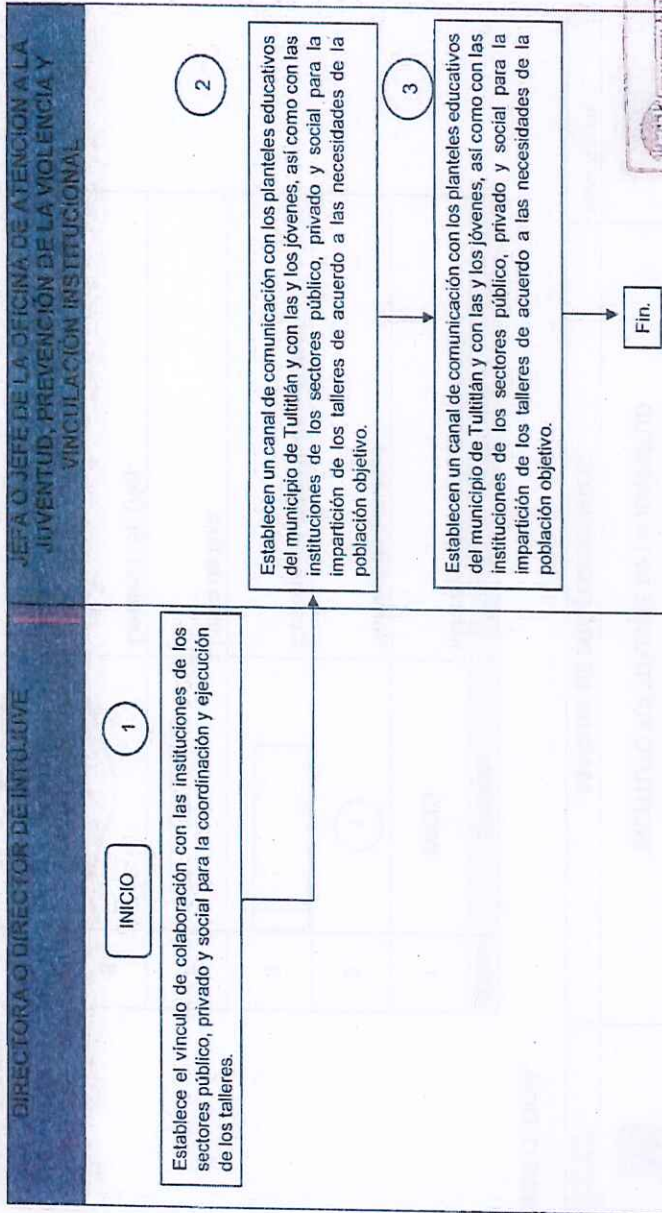 DIRECTORA O DIRECTOR DE INTUJUVE
JEFA O JEFE DE LA OFICINA DE ATENCIÓN A LA
JUVENTUD, PREVENCIÓN DE LA VIOLENCIA Y
VINCULACIÓN INSTITUCIONAL
INICIO
1
Establece el vínculo de colaboración con las instituciones de los
sectores público, privado y social para la coordinación y ejecución
de los talleres.
2
Establecen un canal de comunicación con los planteles educativos
del municipio de Tultitlán y con las y los jóvenes, así como con las
instituciones de los sectores público, privado y social para la
impartición de los talleres de acuerdo a las necesidades de la
población objetivo.
3
Establecen un canal de comunicación con los planteles educativos
del municipio de Tultitlán y con las y los jóvenes, así como con las
instituciones de los sectores público, privado y social para la
impartición de los talleres de acuerdo a las necesidades de la
población objetivo.
Fin.